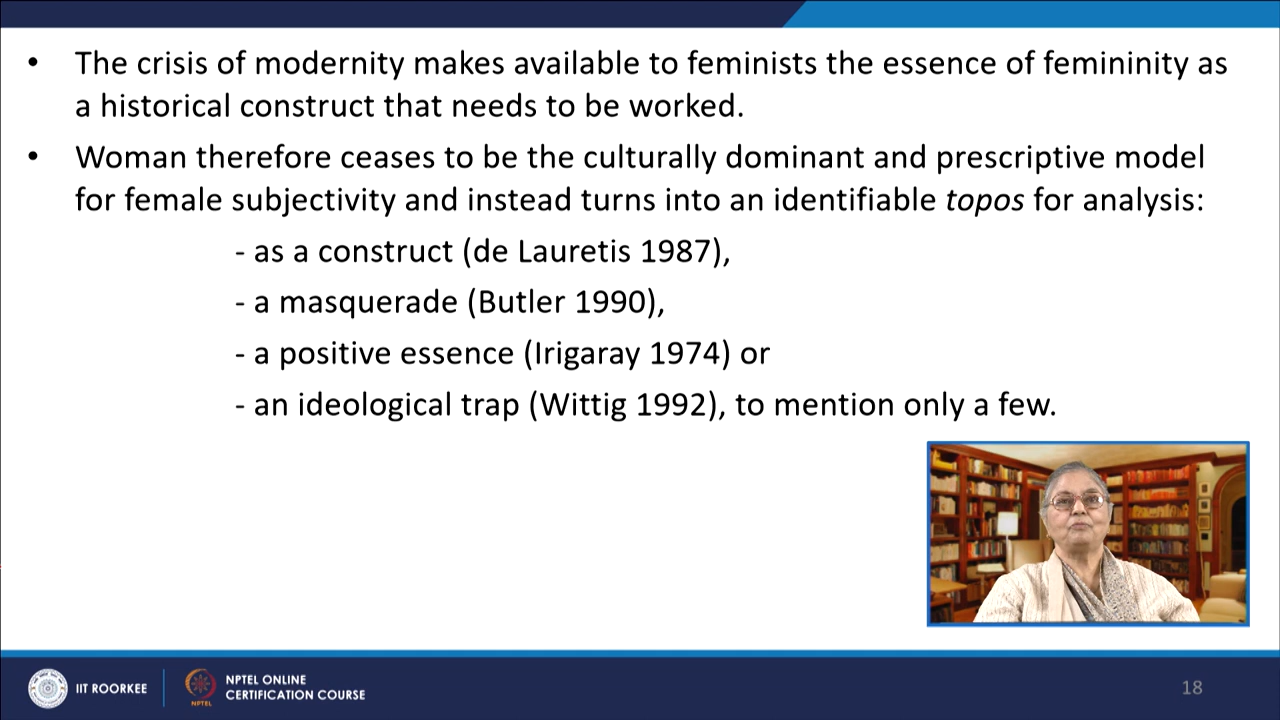 • The crisis of modernity makes available to feminists the essence of femininity as
a historical construct that needs to be worked.
• Woman therefore ceases to be the culturally dominant and prescriptive model
for female subjectivity and instead turns into an identifiable topos for analysis:
- as a construct (de Lauretis 1987),
- a masquerade (Butler 1990),
- a positive essence (Irigaray 1974) or
- an ideological trap (Wittig 1992), to mention only a few.
IIT ROORKEE
NPTEL
NPTEL ONLINE
CERTIFICATION COURSE
18